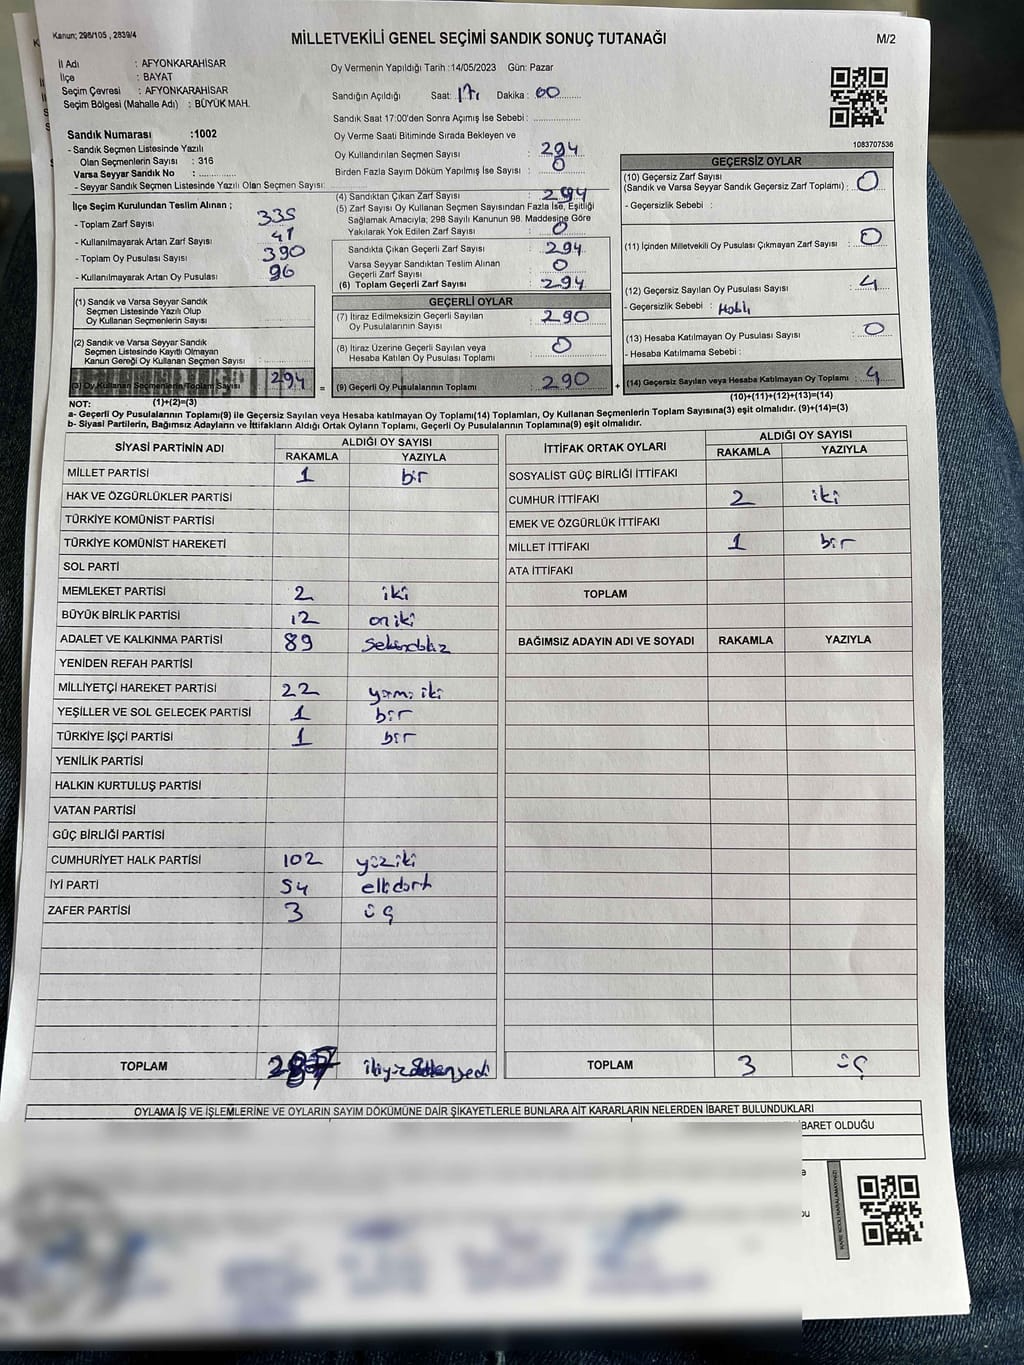 Kanun; 298/105 , 2839/4
MİLLETVEKİLİ GENEL SEÇİMİ SANDIK SONUÇ TUTANAĞI
M/2
İl Adı : AFYONKARAHİSAR
İlçe : BAYAT
Seçim Çevresi : AFYONKARAHİSAR
Seçim Bölgesi (Mahalle Adı) : BÜYÜK MAH.
Sandık Numarası :1002
- Sandık Seçmen Listesinde Yazılı
Olan Seçmenlerin Sayısı : 316
Varsa Seyyar Sandık No :
- Seyyar Sandık Seçmen Listesinde Yazılı Olan Seçmen Sayısı:
İlçe Seçim Kurulundan Teslim Alınan ;
- Toplam Zarf Sayısı 335
- Kullanılmayarak Artan Zarf Sayısı 41
- Toplam Oy Pusulası Sayısı 390
- Kullanılmayarak Artan Oy Pusulası 96
(1) Sandık ve Varsa Seyyar Sandık
Seçmen Listesinde Yazılı Olup
Oy Kullanan Seçmenlerin Sayısı
(2) Sandık ve Varsa Seyyar Sandık
Seçmen Listesinde Kayıtlı Olmayan
Kanun Gereği Oy Kullanan Seçmen Sayısı
(3) Oy Kullanan Seçmenlerin Toplam Sayısı 294 =
(1)+(2)=(3)
Oy Vermenin Yapıldığı Tarih :14/05/2023 Gün: Pazar
Sandığın Açıldığı Saat: 17. Dakika : 00
Sandık Saat 17:00'den Sonra Açımış İse Sebebi :
Oy Verme Saati Bitiminde Sırada Bekleyen ve
Oy Kullandırılan Seçmen Sayısı 294
Birden Fazla Sayım Döküm Yapılmış İse Sayısı : 0
(4) Sandıktan Çıkan Zarf Sayısı 294
(5) Zarf Sayısı Oy Kullanan Seçmen Sayısından Fazla İse, Eşitliği
Sağlamak Amacıyla; 298 Sayılı Kanunun 98. Maddesine Göre
Yakılarak Yok Edilen Zarf Sayısı : 0
Sandıkta Çıkan Geçerli Zarf Sayısı 294
Varsa Seyyar Sandıktan Teslim Alınan
Geçerli Zarf Sayısı 0
(6) Toplam Geçerli Zarf Sayısı 294
GEÇERLİ OYLAR
(7) İtiraz Edilmeksizin Geçerli Sayılan
Oy Pusulalarının Sayısı 290
(8) İtiraz Üzerine Geçerli Sayılan veya
Hesaba Katılan Oy Pusulası Toplamı 0
(9) Geçerli Oy Pusulalarının Toplamı 290 +
1083707536
GEÇERSİZ OYLAR
(10) Geçersiz Zarf Sayısı
(Sandık ve Varsa Seyyar Sandık Geçersiz Zarf Toplamı) : 0
- Geçersizlik Sebebi :
(11) İçinden Milletvekili Oy Pusulası Çıkmayan Zarf Sayısı : 0
(12) Geçersiz Sayılan Oy Pusulası Sayısı : 4
- Geçersizlik Sebebi :
(13) Hesaba Katılmayan Oy Pusulası Sayısı : 0
- Hesaba Katılmama Sebebi :
(14) Geçersiz Sayılan veya Hesaba Katılmayan Oy Toplamı : 4
(10)+(11)+(12)+(13)=(14)
NOT:
a- Geçerli Oy Pusulalarının Toplamı(9) ile Geçersiz Sayılan veya Hesaba katılmayan Oy Toplamı(14) Toplamları, Oy Kullanan Seçmenlerin Toplam Sayısına(3) eşit olmalıdır. (9)+(14)=(3)
b- Siyasi Partilerin, Bağımsız Adayların ve İttifakların Aldığı Ortak Oyların Toplamı, Geçerli Oy Pusulalarının Toplamına(9) eşit olmalıdır.
SİYASİ PARTİNİN ADI ALDIĞI OY SAYISI
RAKAMLA YAZIYLA
MİLLET PARTİSİ 1 bir
HAK VE ÖZGÜRLÜKLER PARTİSİ
TÜRKİYE KOMÜNİST PARTİSİ
TÜRKİYE KOMÜNİST HAREKETİ
SOL PARTİ
MEMLEKET PARTİSİ 2 iki
BÜYÜK BİRLİK PARTİSİ 12 oniki
ADALET VE KALKINMA PARTİSİ 89
YENİDEN REFAH PARTİSİ
MİLLİYETÇİ HAREKET PARTİSİ 22 yirmi iki
YEŞİLLER VE SOL GELECEK PARTİSİ 1 bir
TÜRKİYE İŞÇİ PARTİSİ 1 bir
YENİLİK PARTİSİ
HALKIN KURTULUŞ PARTİSİ
VATAN PARTİSİ
GÜÇ BİRLİĞİ PARTİSİ
CUMHURİYET HALK PARTİSİ 102 yüziki
İYİ PARTİ 54 ellidört
ZAFER PARTİSİ 3 üç
TOPLAM 287
İTTİFAK ORTAK OYLARI ALDIĞI OY SAYISI
RAKAMLA YAZIYLA
SOSYALİST GÜÇ BİRLİĞİ İTTİFAKI
CUMHUR İTTİFAKI 2 iki
EMEK VE ÖZGÜRLÜK İTTİFAKI
MİLLET İTTİFAKI 1 bir
ATA İTTİFAKI
TOPLAM
BAĞIMSIZ ADAYIN ADI VE SOYADI RAKAMLA YAZIYLA
TOPLAM 3 üç
OYLAMA İŞ VE İŞLEMLERİNE VE OYLARIN SAYIM DÖKÜMÜNE DAİR ŞİKAYETLERLE BUNLARA AİT KARARLARIN NELERDEN İBARET BULUNDUKLARI
BARET OLDUĞU